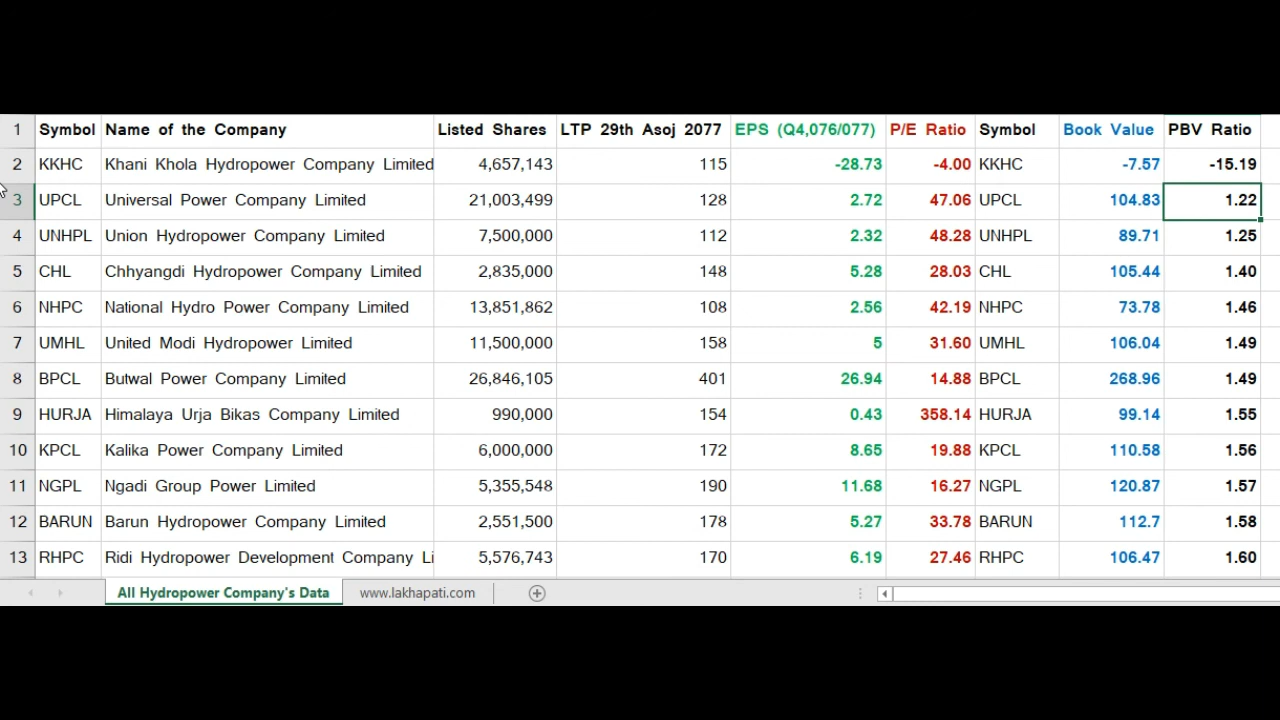 1 Symbol Name of the Company Listed Shares LTP 29th Asoj 2077 EPS (Q4,076/077) P/E Ratio Symbol Book Value PBV Ratio
2 KKHC Khani Khola Hydropower Company Limited 4,657,143 115 -28.73 -4.00 KKHC -7.57 -15.19
3 UPCL Universal Power Company Limited 21,003,499 128 2.72 47.06 UPCL 104.83 1.22
4 UNHPL Union Hydropower Company Limited 7,500,000 112 2.32 48.28 UNHPL 89.71 1.25
5 CHL Chhyangdi Hydropower Company Limited 2,835,000 148 5.28 28.03 CHL 105.44 1.40
6 NHPC National Hydro Power Company Limited 13,851,862 108 2.56 42.19 NHPC 73.78 1.46
7 UMHL United Modi Hydropower Limited 11,500,000 158 5 31.60 UMHL 106.04 1.49
8 BPCL Butwal Power Company Limited 26,846,105 401 26.94 14.88 BPCL 268.96 1.49
9 HURJA Himalaya Urja Bikas Company Limited 990,000 154 0.43 358.14 HURJA 99.14 1.55
10 KPCL Kalika Power Company Limited 6,000,000 172 8.65 19.88 KPCL 110.58 1.56
11 NGPL Ngadi Group Power Limited 5,355,548 190 11.68 16.27 NGPL 120.87 1.57
12 BARUN Barun Hydropower Company Limited 2,551,500 178 5.27 33.78 BARUN 112.7 1.58
13 RHPC Ridi Hydropower Development Company Li 5,576,743 170 6.19 27.46 RHPC 106.47 1.60
All Hydropower Company's Data www.lakhapati.com